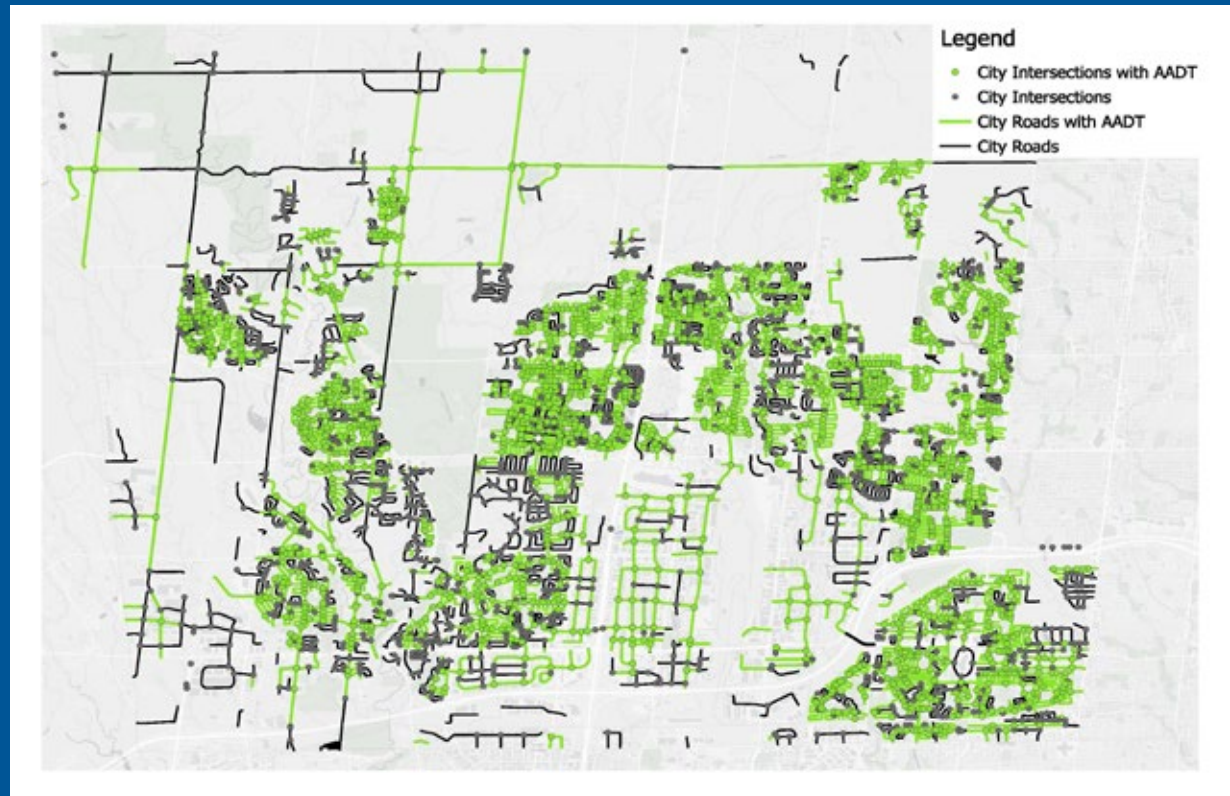 Legend
City Intersections with AADT
City Intersections
City Roads with AADT
City Roads